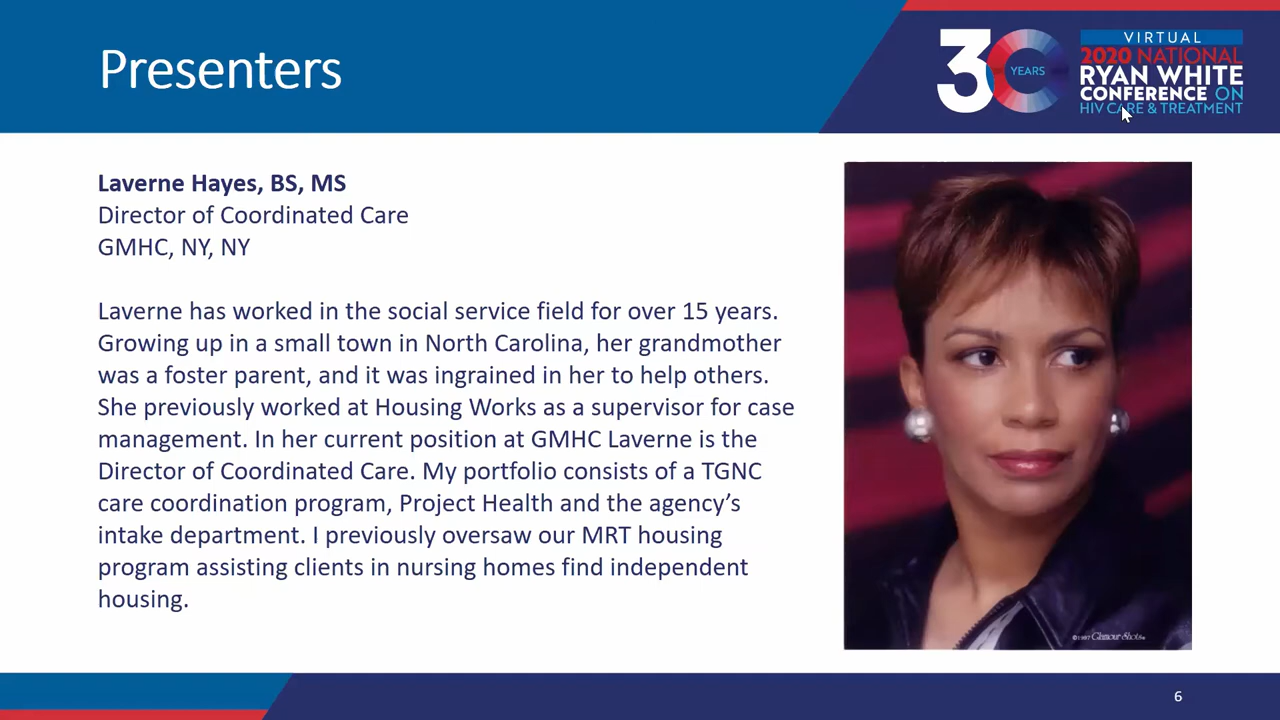 Presenters
30
YEARS
VIRTUAL
2020 NATIONAL
RYAN WHITE
CONFERENCE ON
HIV CARE & TREATMENT
Laverne Hayes, BS, MS
Director of Coordinated Care
GMHC, NY, NY
Laverne has worked in the social service field for over 15 years.
Growing up in a small town in North Carolina, her grandmother
was a foster parent, and it was ingrained in her to help others.
She previously worked at Housing Works as a supervisor for case
management. In her current position at GMHC Laverne is the
Director of Coordinated Care. My portfolio consists of a TGNC
care coordination program, Project Health and the agency’s
intake department. I previously oversaw our MRT housing
program assisting clients in nursing homes find independent
housing.
©1997 Glamour Shots®
6